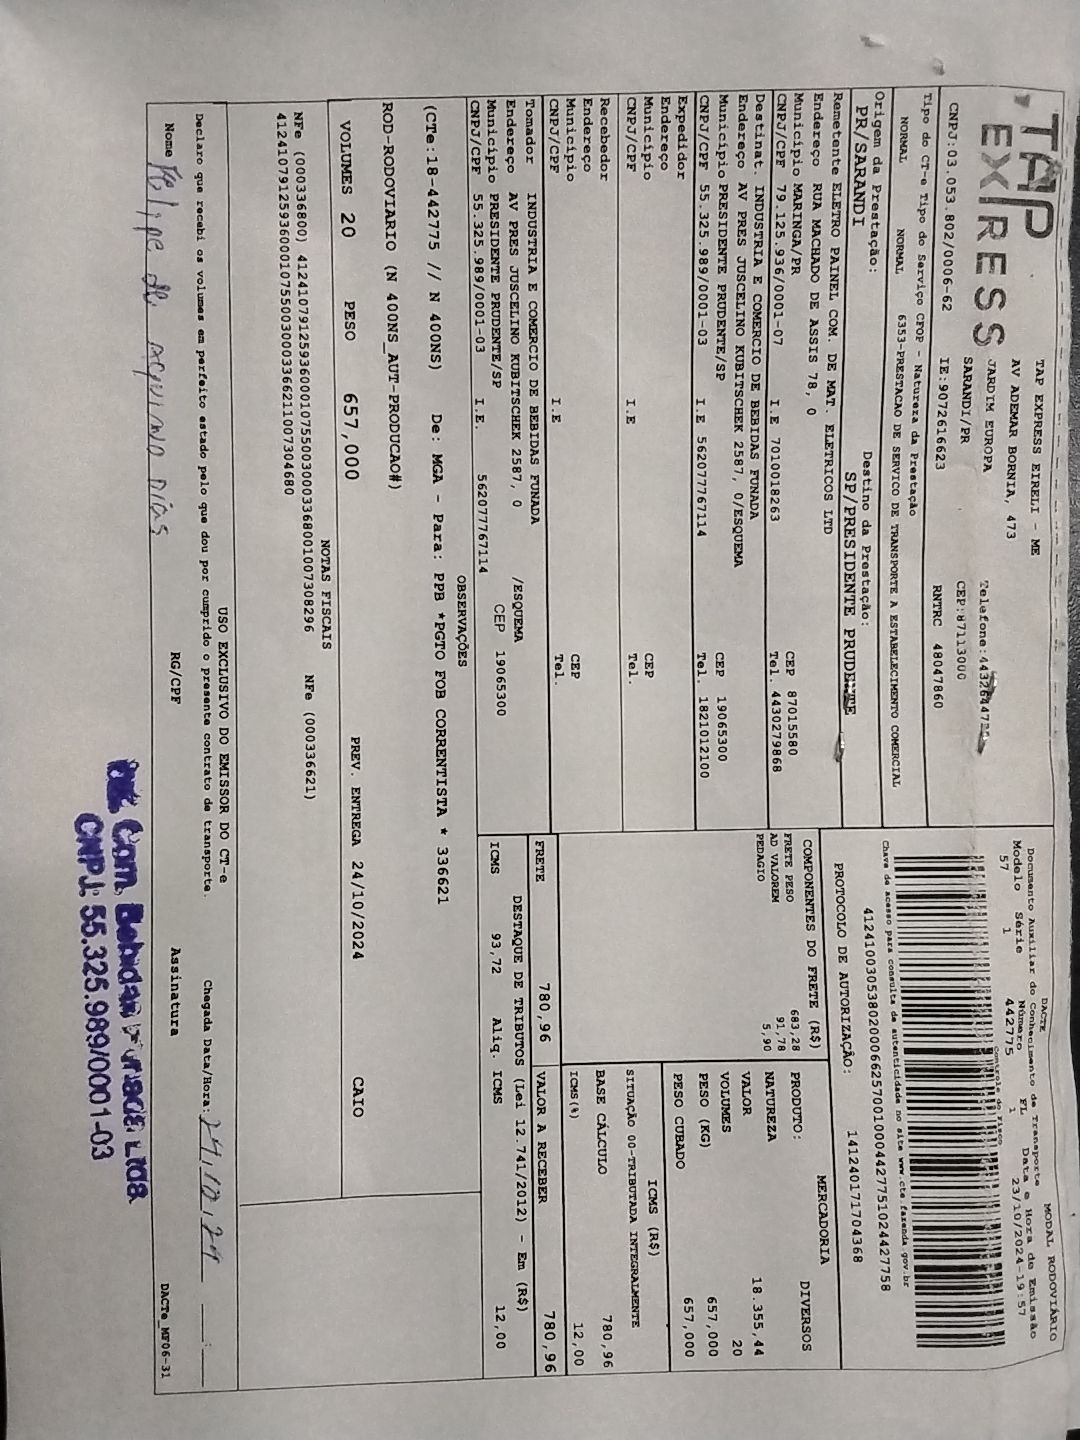 TAP
EXPRESS
TAP EXPRESS EIRELI - ME
AV ADEMAR BORNIA, 473
JARDIM EUROPA
SARANDI/PR
CEP:87113000
CNPJ:03.053.802/0006-62
IE:9072616623
RNTRC 48047860
DACTE
MODAL RODOVIÁRIO
Documento Auxiliar do Conhecimento de Transporte
Modelo Série Número FL Data e Hora de Emissão
57 1 442775 1 23/10/2024-19:57
Controle do Fisco
Chave de acesso para consulta de autenticidade no site www.cte.fazenda.gov.br
41241003053802000662570010004427751024427758
PROTOCOLO DE AUTORIZAÇÃO: 141240171704368
Tipo do CT-e Tipo do Serviço CFOP - Natureza da Prestação
NORMAL NORMAL 6353-PRESTACAO DE SERVICO DE TRANSPORTE A ESTABELECIMENTO COMERCIAL
Origem da Prestação: Destino da Prestação:
PR/SARANDI SP/PRESIDENTE PRUDENTE
Remetente ELETRO PAINEL COM. DE MAT. ELETRICOS LTD
Endereço RUA MACHADO DE ASSIS 78, 0
Município MARINGA/PR CEP 87015580
CNPJ/CPF 79.125.936/0001-07 I.E 7010018263 Tel. 4430279868
Destinat. INDUSTRIA E COMERCIO DE BEBIDAS FUNADA
Endereço AV PRES JUSCELINO KUBITSCHEK 2587, 0/ESQUEMA
Município PRESIDENTE PRUDENTE/SP CEP 19065300
CNPJ/CPF 55.325.989/0001-03 I.E 562077767114 Tel. 1821012100
Expedidor
Endereço
Município CEP
CNPJ/CPF I.E Tel.
Recebedor
Endereço
Município CEP
CNPJ/CPF I.E Tel.
Tomador INDUSTRIA E COMERCIO DE BEBIDAS FUNADA
Endereço AV PRES JUSCELINO KUBITSCHEK 2587, 0 /ESQUEMA
Município PRESIDENTE PRUDENTE/SP CEP 19065300
CNPJ/CPF 55.325.989/0001-03 I.E. 562077767114
COMPONENTES DO FRETE (R$)
FRETE PESO 683,28
AD VALOREM 91,78
PEDAGIO 5,90
MERCADORIA
PRODUTO: DIVERSOS
NATUREZA
VALOR 18.355,44
VOLUMES 20
PESO (KG) 657,000
PESO CUBADO 657,000
ICMS (R$)
SITUAÇÃO 00-TRIBUTADA INTEGRALMENTE
BASE CÁLCULO 780,96
ICMS(%) 12,00
FRETE 780,96 VALOR A RECEBER 780,96
DESTAQUE DE TRIBUTOS (Lei 12.741/2012) - Em (R$)
ICMS 93,72 Aliq. ICMS 12,00
OBSERVAÇÕES
(CTe:18-442775 // N 400NS) De: MGA - Para: PPB *PGTO FOB CORRENTISTA * 336621
ROD-RODOVIARIO (N 400NS_AUT-PRODUCAO#)
VOLUMES 20 PESO 657,000 PREV. ENTREGA 24/10/2024 CAIO
NOTAS FISCAIS
NFe (000336800) 41241079125936000107550030003368001007308296 NFe (000336621)
41241079125936000107550030003366211007304680
USO EXCLUSIVO DO EMISSOR DO CT-e
Declaro que recebi os volumes em perfeito estado pelo que dou por cumprido o presente contrato de transporte. Chegada Data/Hora: 24,10,24 :
Nome Felipe de Aquino Dias RG/CPF Assinatura
DACTe_MF06-31
Com. Bebidas Funada Ltda
CNPJ: 55.325.989/0001-03